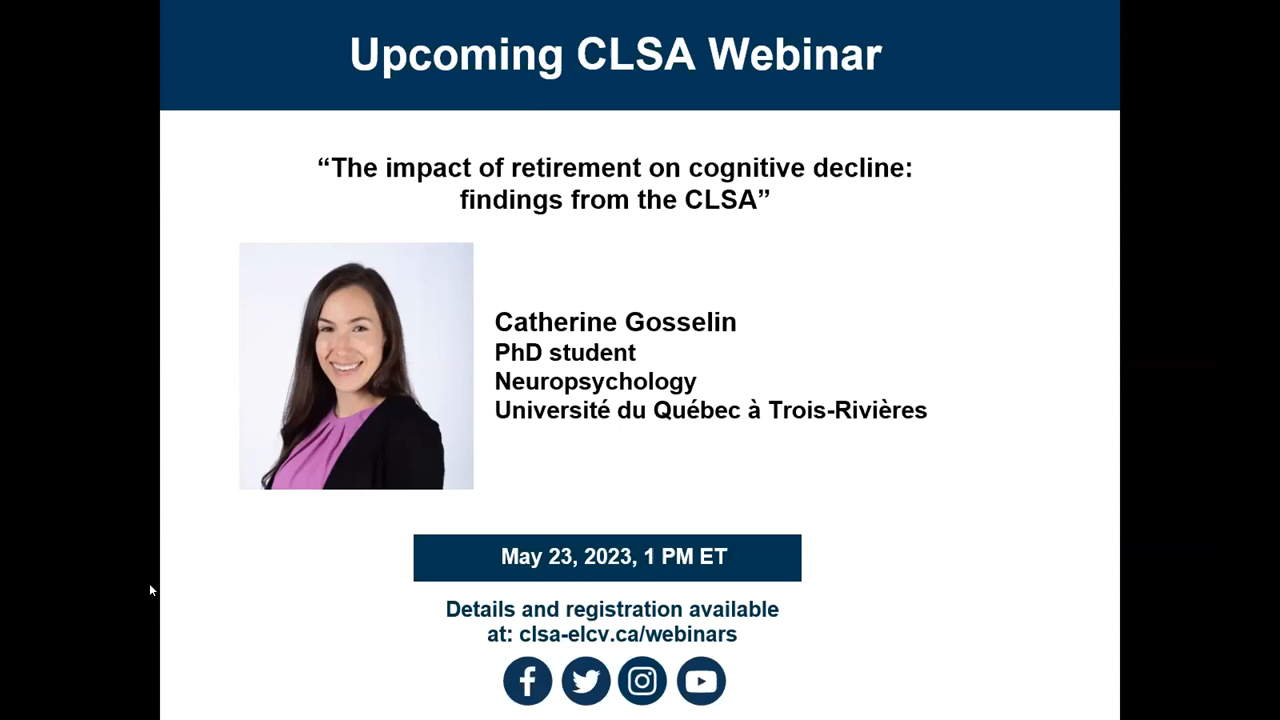 Upcoming CLSA Webinar
“The impact of retirement on cognitive decline:
findings from the CLSA”
Catherine Gosselin
PhD student
Neuropsychology
Université du Québec à Trois-Rivières
May 23, 2023, 1 PM ET
Details and registration available
at: clsa-elcv.ca/webinars